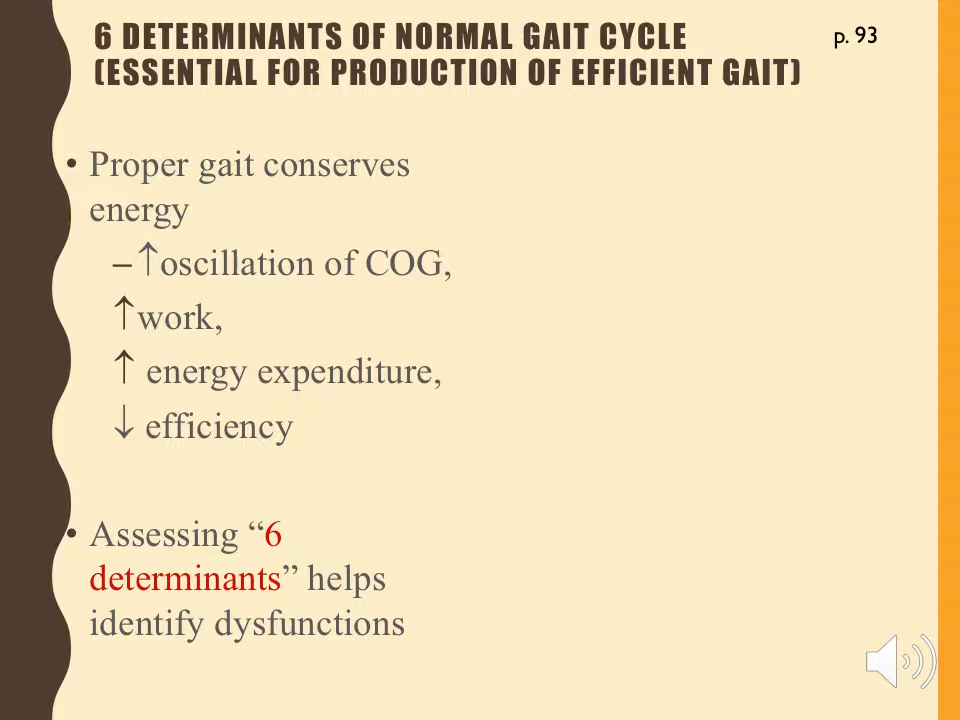 6 DETERMINANTS OF NORMAL GAIT CYCLE
(ESSENTIAL FOR PRODUCTION OF EFFICIENT GAIT)
p. 93
• Proper gait conserves
energy
– ↑oscillation of COG,
↑work,
↑ energy expenditure,
↓ efficiency
• Assessing “6
determinants” helps
identify dysfunctions